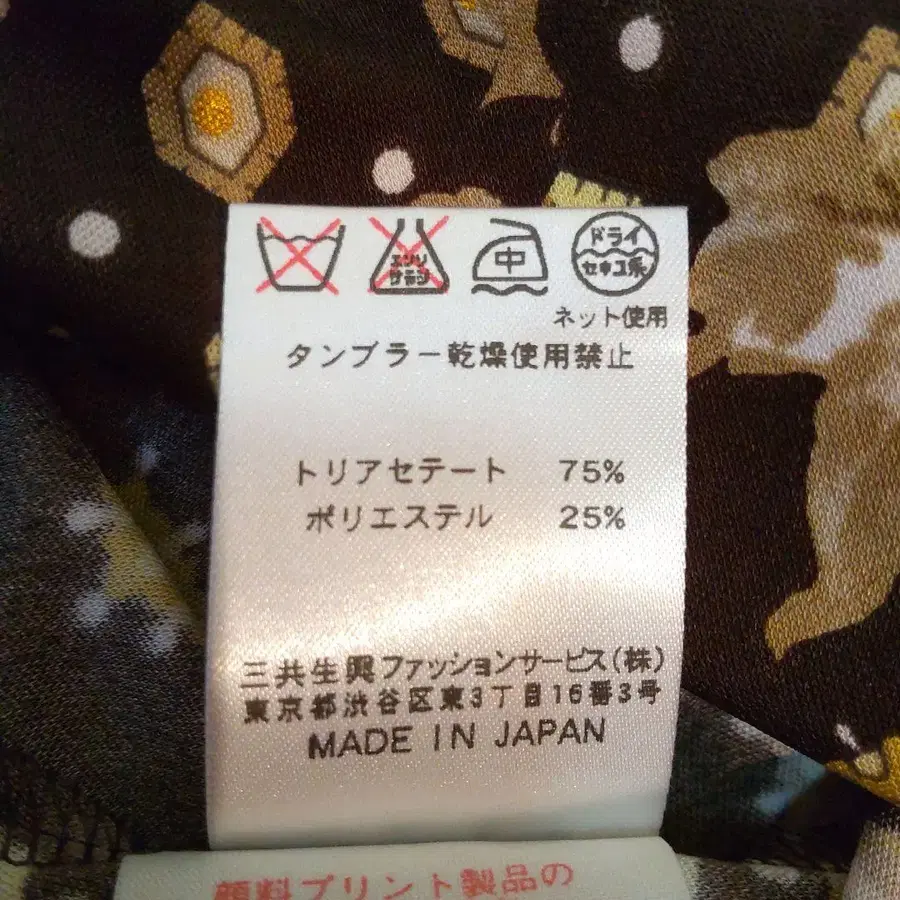 エンソ
サラシ
中
ドライ
セキユ系
ネット使用
タンブラー乾燥使用禁止
トリアセテート 75%
ポリエステル 25%
三共生興ファッションサービス(株)
東京都渋谷区東3丁目16番3号
MADE IN JAPAN
顔料プリント製品の